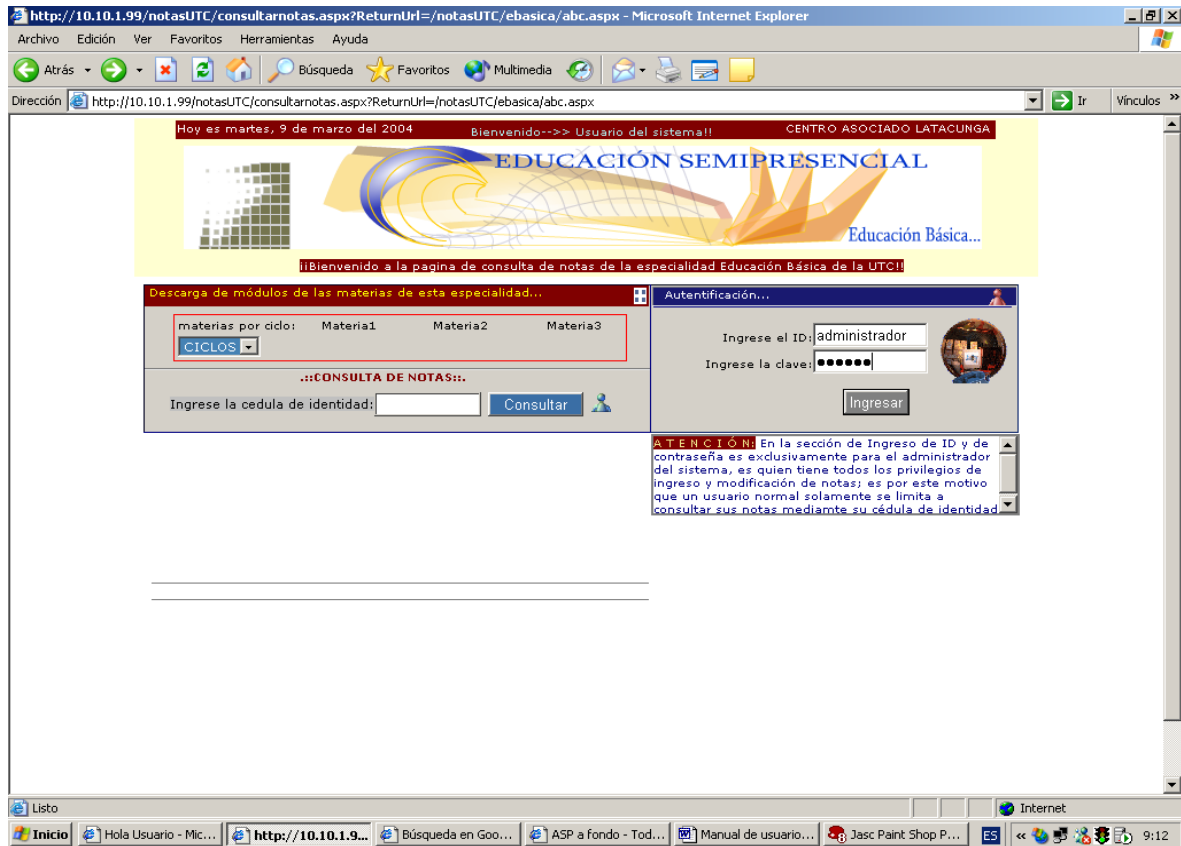 http://10.10.1.99/notasUTC/consultarnotas.aspx?ReturnUrl=/notasUTC/ebasica/abc.aspx - Microsoft Internet Explorer
Archivo Edición Ver Favoritos Herramientas Ayuda
Atrás Búsqueda Favoritos Multimedia
Dirección http://10.10.1.99/notasUTC/consultarnotas.aspx?ReturnUrl=/notasUTC/ebasica/abc.aspx Ir Vínculos »
Hoy es martes, 9 de marzo del 2004 Bienvenido-->> Usuario del sistema!! CENTRO ASOCIADO LATACUNGA
EDUCACIÓN SEMIPRESENCIAL
Educación Básica...
¡¡Bienvenido a la pagina de consulta de notas de la especialidad Educación Básica de la UTC!!
Descarga de módulos de las materias de esta especialidad...
materias por ciclo: Materia1 Materia2 Materia3
CICLOS
.::CONSULTA DE NOTAS::.
Ingrese la cedula de identidad: Consultar
Autentificación...
Ingrese el ID: administrador
Ingrese la clave: ●●●●●●
Ingresar
A T E N C I Ó N: En la sección de Ingreso de ID y de
contraseña es exclusivamente para el administrador
del sistema, es quien tiene todos los privilegios de
ingreso y modificación de notas; es por este motivo
que un usuario normal solamente se limita a
consultar sus notas mediamte su cédula de identidad
Listo Internet
Inicio Hola Usuario - Mic... http://10.10.1.9... Búsqueda en Goo... ASP a fondo - Tod... Manual de usuario... Jasc Paint Shop P... ES « 9:12